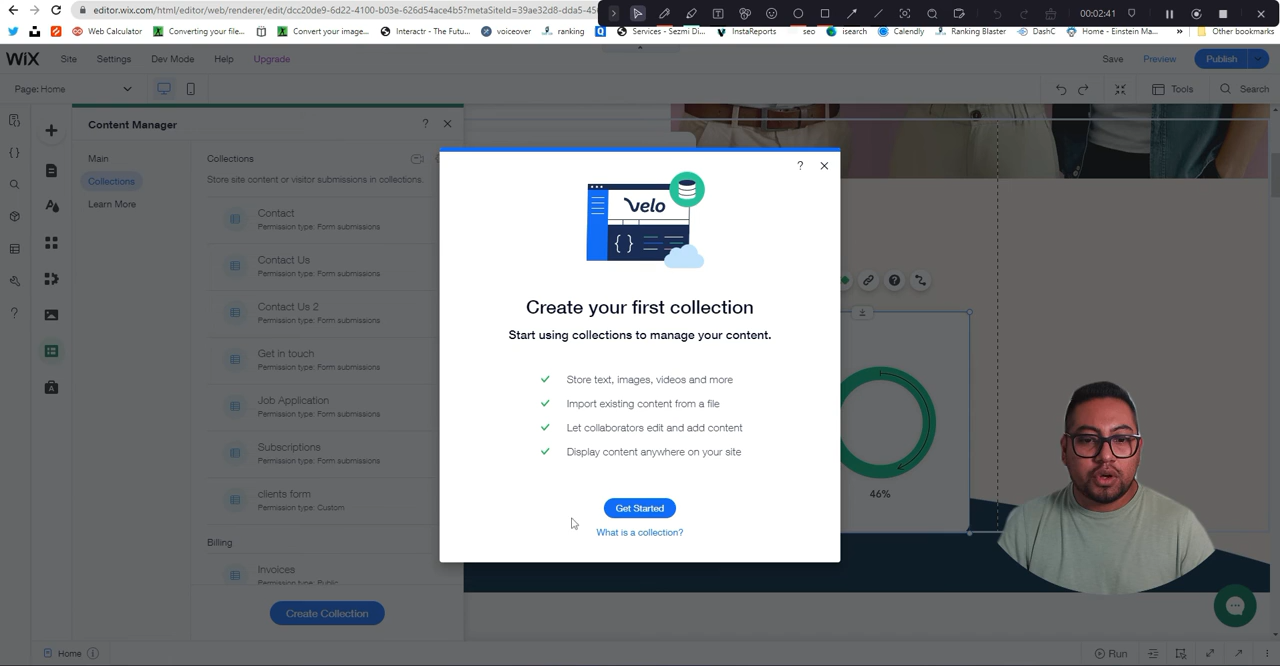 editor.wix.com/html/editor/web/renderer/edit/dcc20de9-6d22-4100-b03e-626d54ace4b5?metaSiteId=39ae32d8-dda5-45
00:02:41
Web Calculator
Converting your file...
Convert your image...
Interactr - The Futu...
voiceover
ranking
Services - Sezmi Di...
InstaReports
seo
isearch
Calendly
Ranking Blaster
DashC
Home - Einstein Ma...
Other bookmarks
WiX
Site
Settings
Dev Mode
Help
Upgrade
Save
Preview
Publish
Page: Home
Tools
Search
Content Manager
Main
Collections
Learn More
Collections
Store site content or visitor submissions in collections.
Contact
Permission type: Form submissions
Contact Us
Permission type: Form submissions
Contact Us 2
Permission type: Form submissions
Get in touch
Permission type: Form submissions
Job Application
Permission type: Form submissions
Subscriptions
Permission type: Form submissions
clients form
Permission type: Custom
Billing
Invoices
Permission type: Public
Create Collection
velo
{ }
Create your first collection
Start using collections to manage your content.
Store text, images, videos and more
Import existing content from a file
Let collaborators edit and add content
Display content anywhere on your site
Get Started
What is a collection?
46%
Home
Run